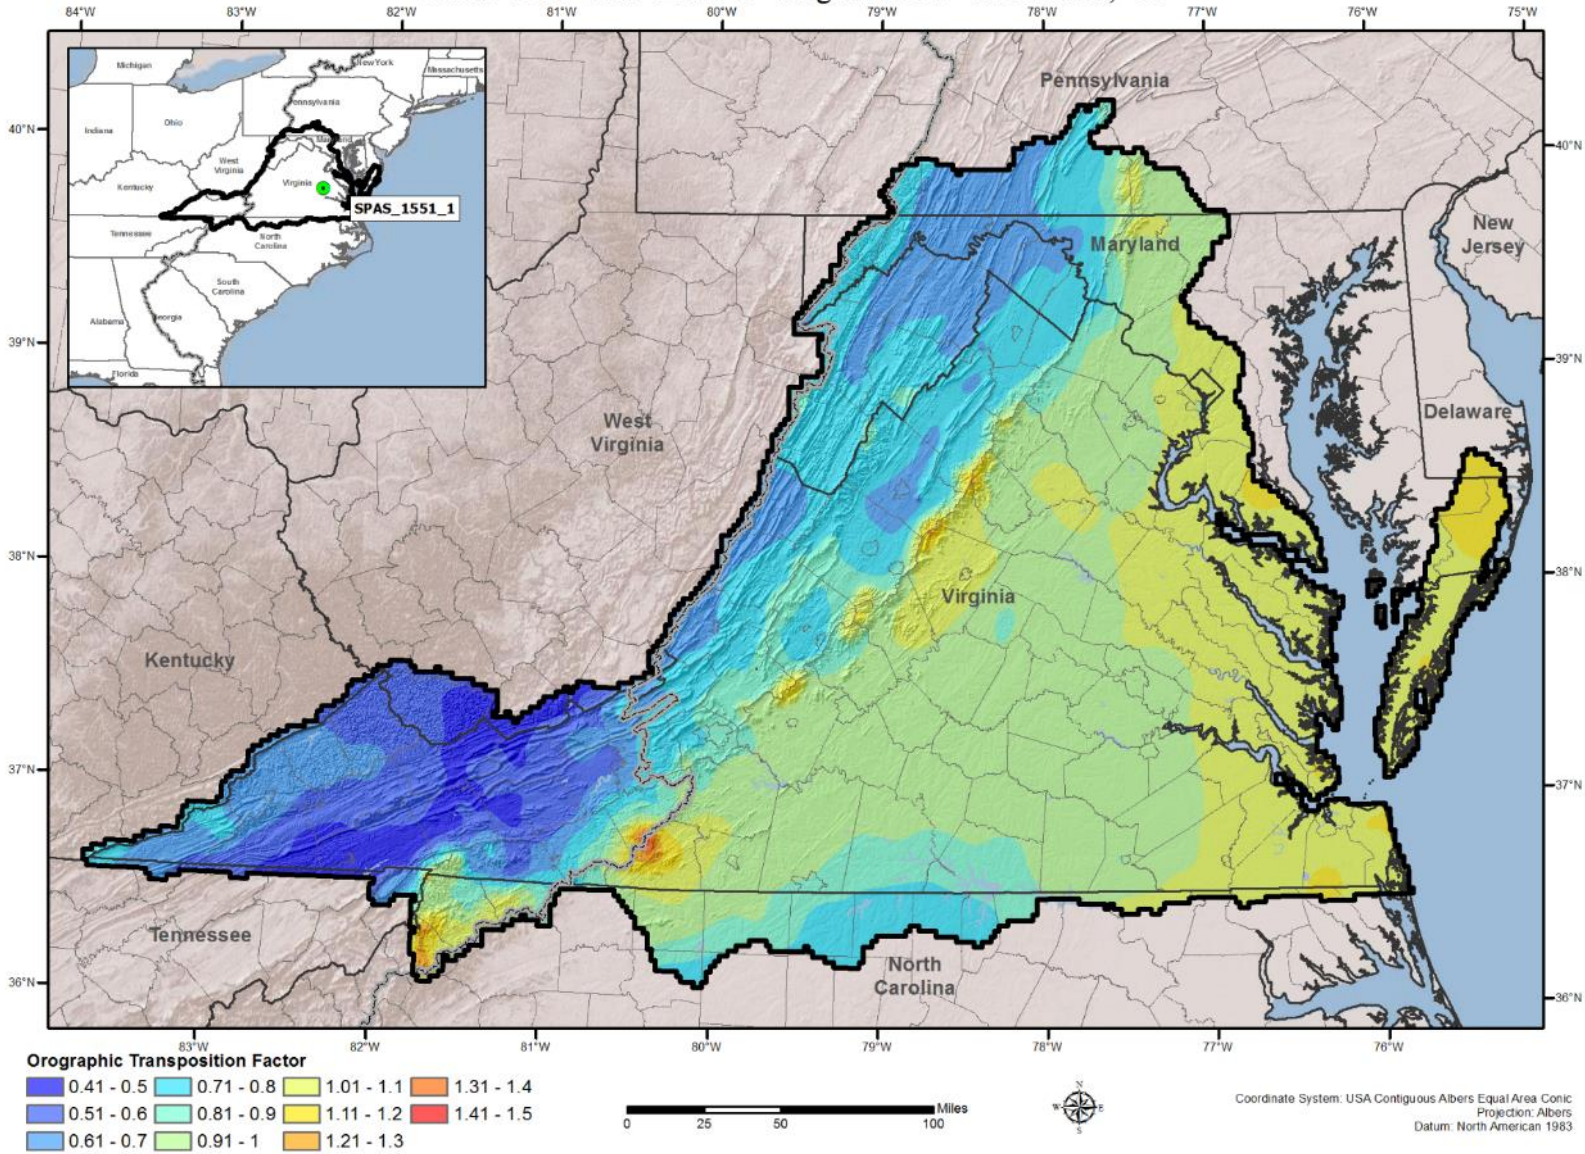 84°W 83°W 82°W 81°W 80°W 79°W 78°W 77°W 76°W 75°W
Michigan
New York
Massachusetts
Pennsylvania
Indiana
Ohio
Maryland
West
Virginia
Kentucky
Virginia
SPAS_1551_1
Tennessee
North
Carolina
South
Carolina
Alabama
Georgia
Florida
Pennsylvania
40°N
40°N
New
Jersey
Maryland
39°N
39°N
West
Virginia
Delaware
38°N
38°N
Virginia
Kentucky
37°N
37°N
Tennessee
North
Carolina
36°N
36°N
83°W 82°W 81°W 80°W 79°W 78°W 77°W 76°W
Orographic Transposition Factor
0.41 - 0.5 0.71 - 0.8 1.01 - 1.1 1.31 - 1.4
0.51 - 0.6 0.81 - 0.9 1.11 - 1.2 1.41 - 1.5
0.61 - 0.7 0.91 - 1 1.21 - 1.3
Miles
0 25 50 100
N
W E
S
Coordinate System: USA Contiguous Albers Equal Area Conic
Projection: Albers
Datum: North American 1983